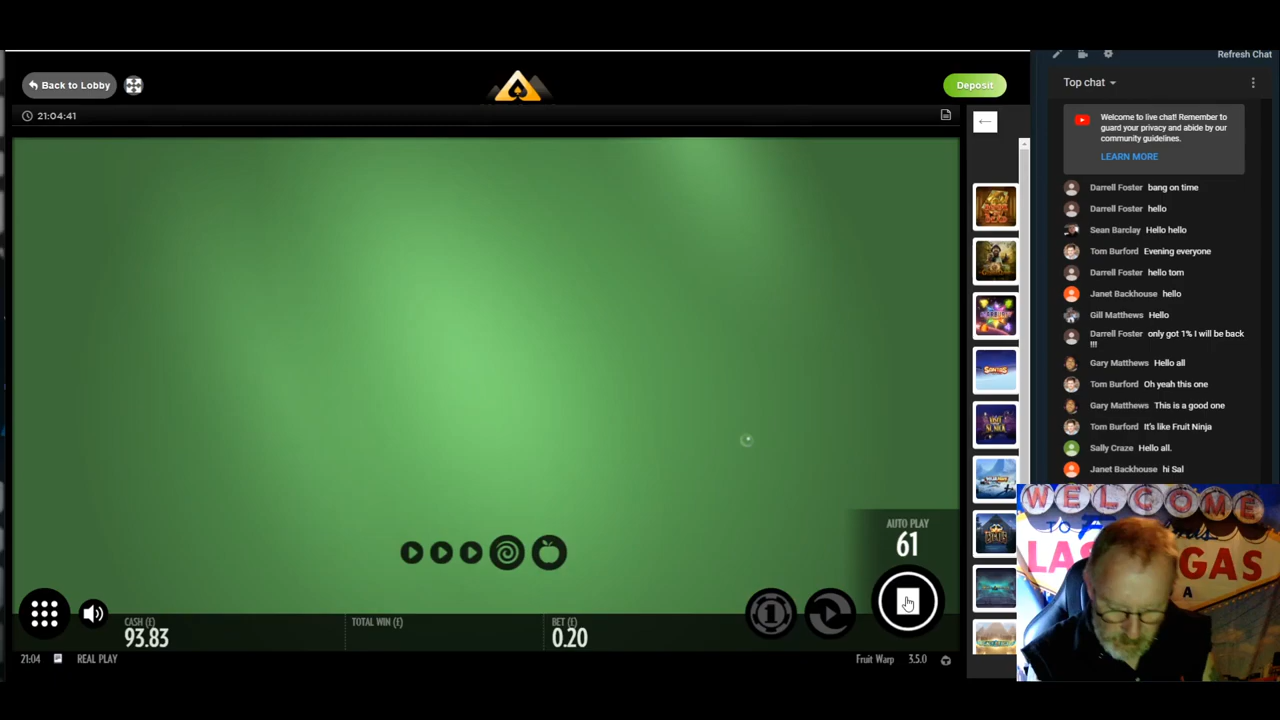 Back to Lobby
Deposit
21:04:41
AUTO PLAY
61
CASH (£)
93.83
TOTAL WIN (£)
BET (£)
0.20
1
21:04
REAL PLAY
Fruit Warp
3.5.0
Refresh Chat
Top chat
Welcome to live chat! Remember to
guard your privacy and abide by our
community guidelines.
LEARN MORE
Darrell Foster bang on time
Darrell Foster hello
Sean Barclay Hello hello
Tom Burford Evening everyone
Darrell Foster hello tom
Janet Backhouse hello
Gill Matthews Hello
Darrell Foster only got 1% I will be back
!!!
Gary Matthews Hello all
Tom Burford Oh yeah this one
Gary Matthews This is a good one
Tom Burford It's like Fruit Ninja
Sally Craze Hello all.
Janet Backhouse hi Sal
WELCOME
TO
LAS VEGAS